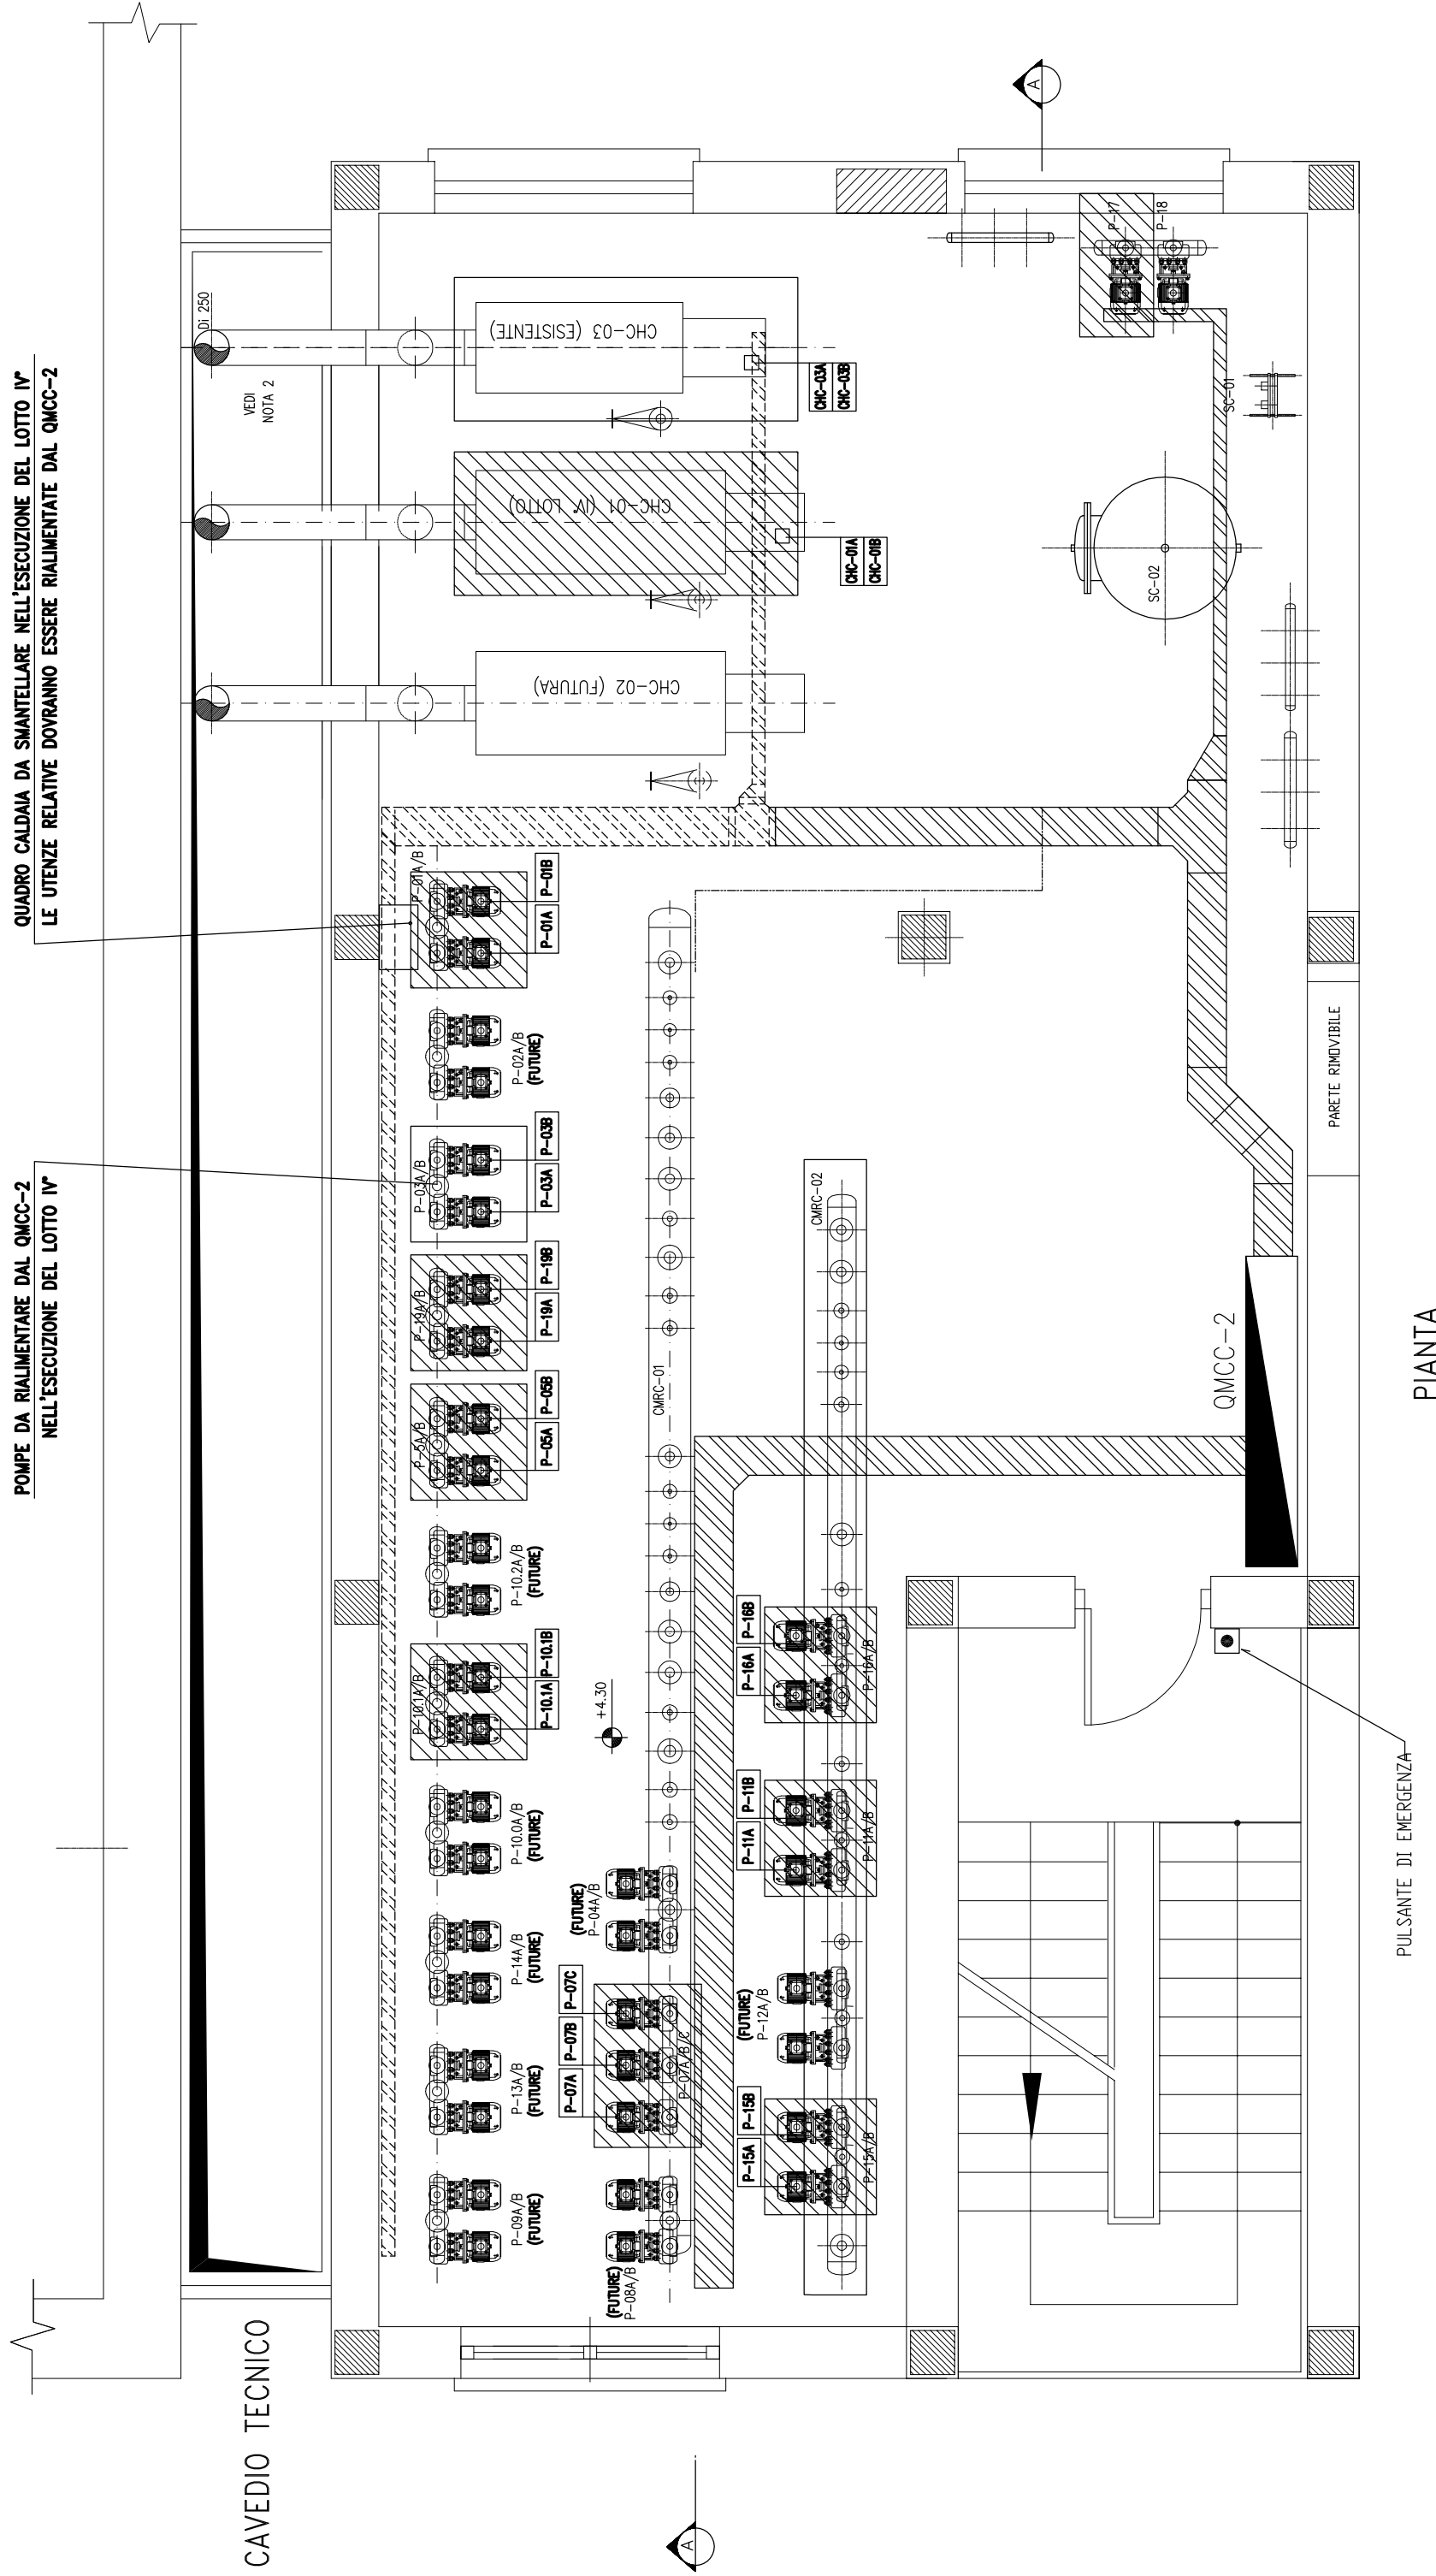 QUADRO CALDAIA DA SMANTELLARE NELL'ESECUZIONE DEL LOTTO IV°
LE UTENZE RELATIVE DOVRANNO ESSERE RIALIMENTATE DAL QMCC-2
POMPE DA RIALIMENTARE DAL QMCC-2
NELL'ESECUZIONE DEL LOTTO IV°
CAVEDIO TECNICO
Di 250
VEDI
NOTA 2
CHC-03 (ESISTENTE)
CHC-01 (IV° LOTTO)
CHC-02 (FUTURA)
CHC-03A
CHC-03B
CHC-01A
CHC-01B
P-09A/B
(FUTURE)
P-13A/B
(FUTURE)
P-14A/B
(FUTURE)
P-10.0A/B
(FUTURE)
P-10.1A/B
P-10.1A
P-10.1B
P-10.2A/B
(FUTURE)
P-5A/B
P-05A
P-05B
P-19A/B
P-19A
P-19B
P-03A/B
P-03A
P-03B
P-02A/B
(FUTURE)
P-01A/B
P-01A
P-01B
(FUTURE)
P-08A/B
P-07A
P-07B
P-07C
P-07A/B/C
(FUTURE)
P-04A/B
+4.30
CMRC-01
P-15A
P-15B
P-15A/B
(FUTURE)
P-12A/B
P-11A
P-11B
P-11A/B
P-16A
P-16B
P-16A/B
CMRC-02
P-17
P-18
SC-01
SC-02
QMCC-2
PARETE RIMOVIBILE
PULSANTE DI EMERGENZA
A
A
PIANTA